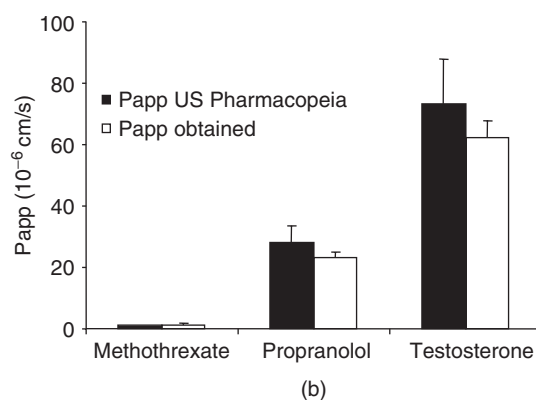 100
80
60
40
20
0
Papp (10⁻⁶ cm/s)
Papp US Pharmacopeia
Papp obtained
Methothrexate Propranolol Testosterone
(b)